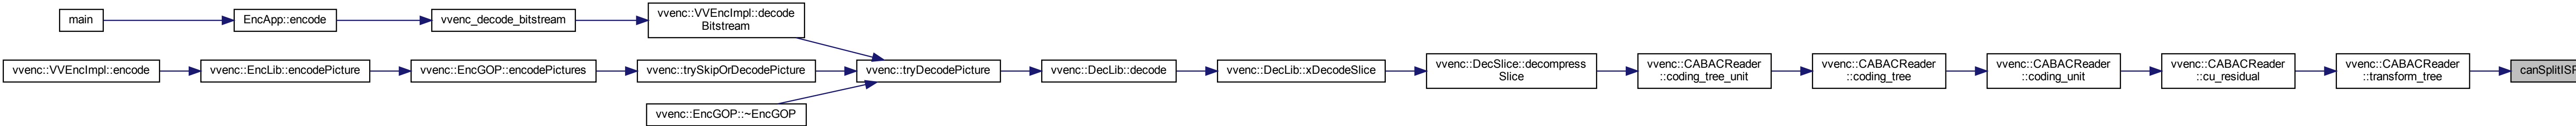 main
EncApp::encode
vvenc_decode_bitstream
vvenc::VVEncImpl::decode
Bitstream
vvenc::VVEncImpl::encode
vvenc::EncLib::encodePicture
vvenc::EncGOP::encodePictures
vvenc::trySkipOrDecodePicture
vvenc::tryDecodePicture
vvenc::DecLib::decode
vvenc::DecLib::xDecodeSlice
vvenc::DecSlice::decompress
Slice
vvenc::CABACReader
::coding_tree_unit
vvenc::CABACReader
::coding_tree
vvenc::CABACReader
::coding_unit
vvenc::CABACReader
::cu_residual
vvenc::CABACReader
::transform_tree
canSplitISP
vvenc::EncGOP::~EncGOP